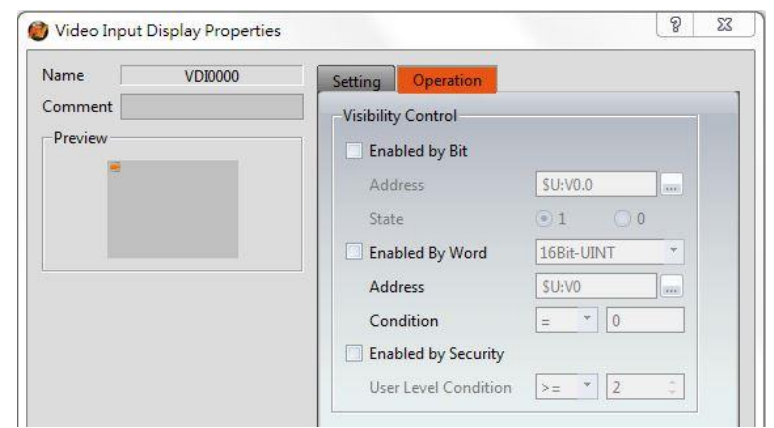 Video Input Display Properties
Name VDI0000
Comment
Preview
Setting Operation
Visibility Control
Enabled by Bit
Address $U:V0.0 ...
State 1 0
Enabled By Word 16Bit-UINT
Address $U:V0 ...
Condition = 0
Enabled by Security
User Level Condition >= 2